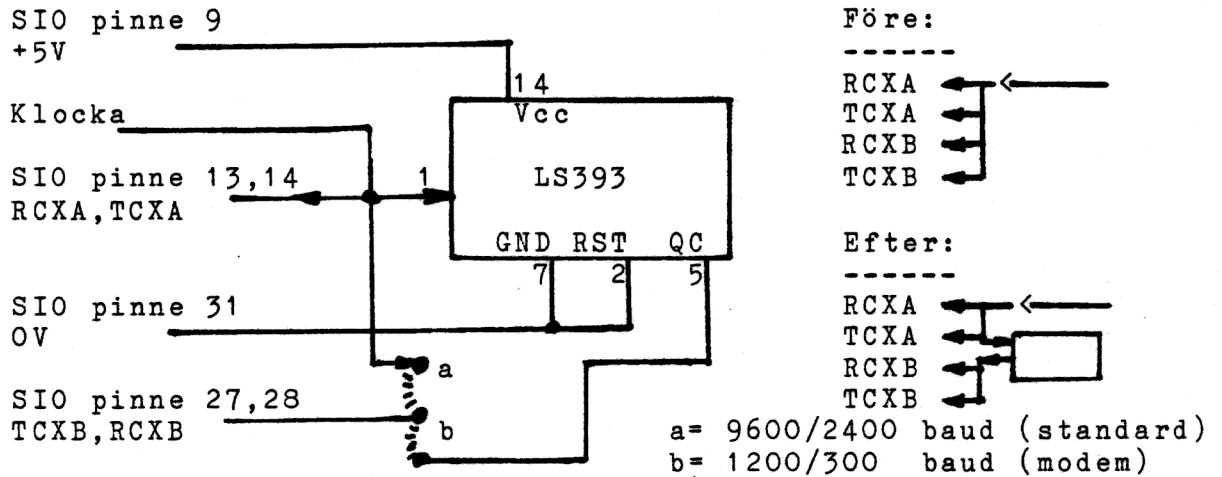 SIO pinne 9
+5V
Klocka
SIO pinne 13,14
RCXA,TCXA
SIO pinne 31
0V
SIO pinne 27,28
TCXB,RCXB
14
Vcc
1
LS393
GND RST QC
7 2 5
a
b
Före:
------
RCXA
TCXA
RCXB
TCXB
Efter:
------
RCXA
TCXA
RCXB
TCXB
a= 9600/2400 baud (standard)
b= 1200/300 baud (modem)